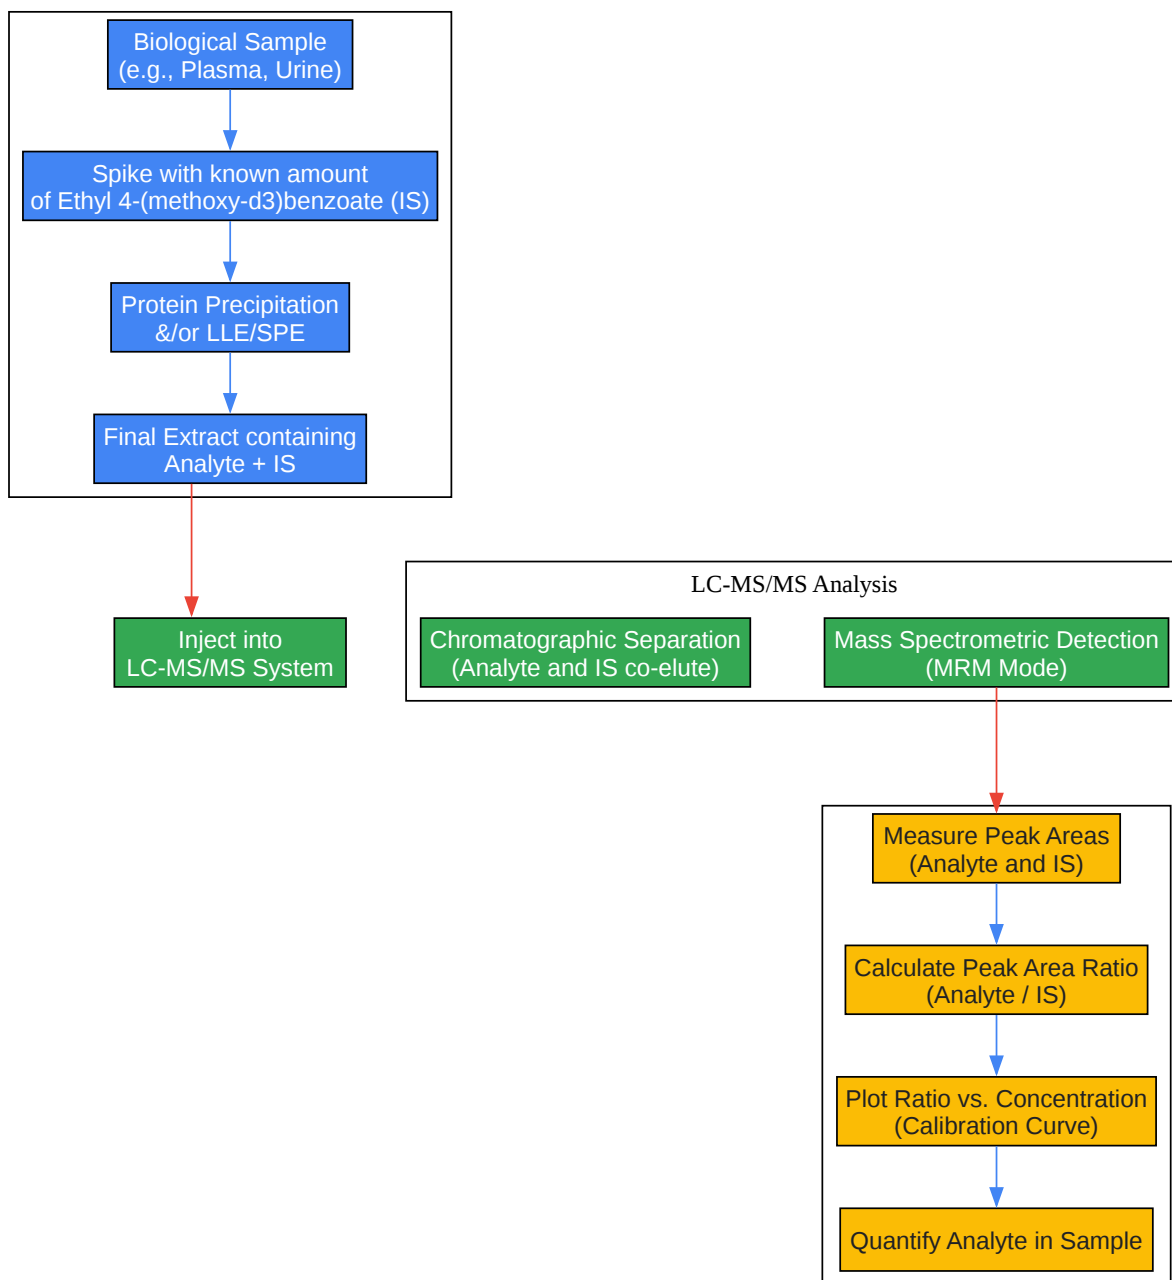 Biological Sample
(e.g., Plasma, Urine)
Spike with known amount
of Ethyl 4-(methoxy-d3)benzoate (IS)
Protein Precipitation
&/or LLE/SPE
Final Extract containing
Analyte + IS
LC-MS/MS Analysis
Inject into
LC-MS/MS System
Chromatographic Separation
(Analyte and IS co-elute)
Mass Spectrometric Detection
(MRM Mode)
Measure Peak Areas
(Analyte and IS)
Calculate Peak Area Ratio
(Analyte / IS)
Plot Ratio vs. Concentration
(Calibration Curve)
Quantify Analyte in Sample